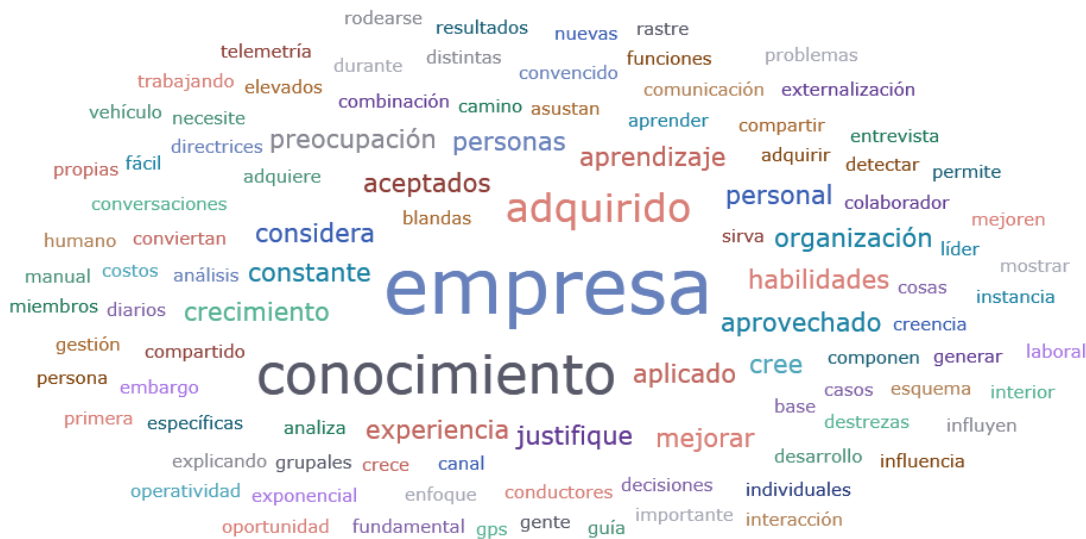 rodearse
resultados nuevas rastre
telemetría durante distintas convencido funciones problemas
trabajando elevados combinación camino asustan comunicación externalización
vehículo necesite directrices preocupación personas aprender compartir entrevista
propias fácil adquiere aceptados aprendizaje adquirir detectar permite
conversaciones blandas adquirido personal colaborador mejoren
humano conviertan considera sirva organización líder mostrar
manual costos análisis constante empresa habilidades cosas instancia
miembros diarios crecimiento aprovechado creencia
gestión compartido conocimiento aplicado cree componen generar laboral
persona embargo casos esquema interior
primera específicas analiza experiencia justifique mejorar base destrezas influyen
explicando grupales crece canal desarrollo influencia
operatividad exponencial enfoque conductores decisiones individuales
oportunidad fundamental gps gente guía importante interacción